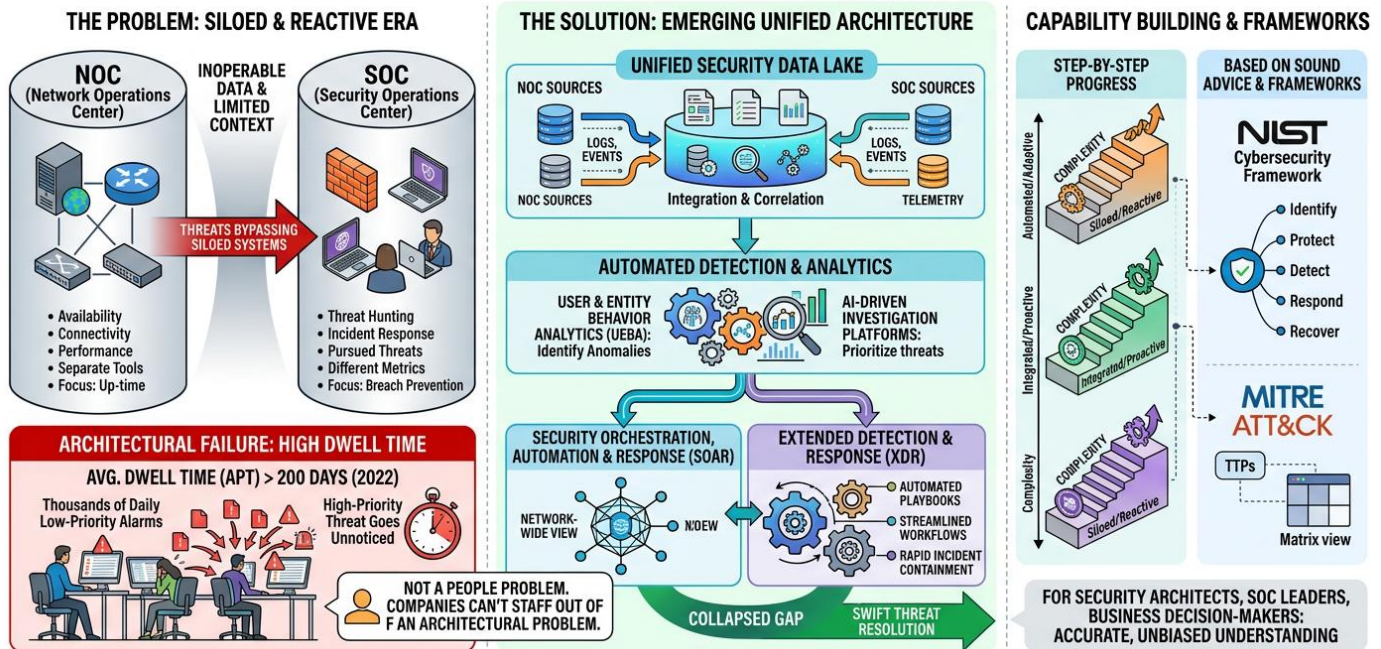 THE PROBLEM: SILOED & REACTIVE ERA
NOC
(Network Operations
Center)
INOPERABLE
DATA &
LIMITED
CONTEXT
SOC
(Security Operations
Center)
THREATS BYPASSING
SILOED SYSTEMS
• Availability
• Connectivity
• Performance
• Separate Tools
• Focus: Up-time
• Threat Hunting
• Incident Response
• Pursued Threats
• Different Metrics
• Focus: Breach Prevention
ARCHITECTURAL FAILURE: HIGH DWELL TIME
AVG. DWELL TIME (APT) > 200 DAYS (2022)
Thousands of Daily
Low-Priority Alarms
High-Priority
Threat Goes
Unnoticed
NOT A PEOPLE PROBLEM.
COMPANIES CAN'T STAFF OUT OF
F AN ARCHITECTURAL PROBLEM.
THE SOLUTION: EMERGING UNIFIED ARCHITECTURE
UNIFIED SECURITY DATA LAKE
NOC SOURCES
LOGS,
EVENTS
NOC SOURCES
SOC SOURCES
LOGS,
EVENTS
TELEMETRY
Integration & Correlation
AUTOMATED DETECTION & ANALYTICS
USER & ENTITY
BEHAVIOR
ANALYTICS (UEBA):
Identify Anomalies
AI-DRIVEN
INVESTIGATION
PLATFORMS:
Prioritize threats
SECURITY ORCHESTRATION,
AUTOMATION & RESPONSE (SOAR)
NETWORK-
WIDE VIEW
EXTENDED DETECTION &
RESPONSE (XDR)
AUTOMATED
PLAYBOOKS
STREAMLINED
WORKFLOWS
RAPID INCIDENT
CONTAINMENT
COLLAPSED GAP
SWIFT THREAT
RESOLUTION
CAPABILITY BUILDING & FRAMEWORKS
STEP-BY-STEP
PROGRESS
Automated/Adaptive
COMPLENTY
Siloed/Reactive
Integrated/Proactive
COMPLENTY
Integrated/Proactive
COMPLENTY
Siloed/Reactive
BASED ON SOUND
ADVICE & FRAMEWORKS
NIST
Cybersecurity
Framework
Identify
Protect
Detect
Respond
Recover
MITRE
ATT&CK
TTPs
Matrix view
FOR SECURITY ARCHITECTS, SOC LEADERS,
BUSINESS DECISION-MAKERS:
ACCURATE, UNBIASED UNDERSTANDING